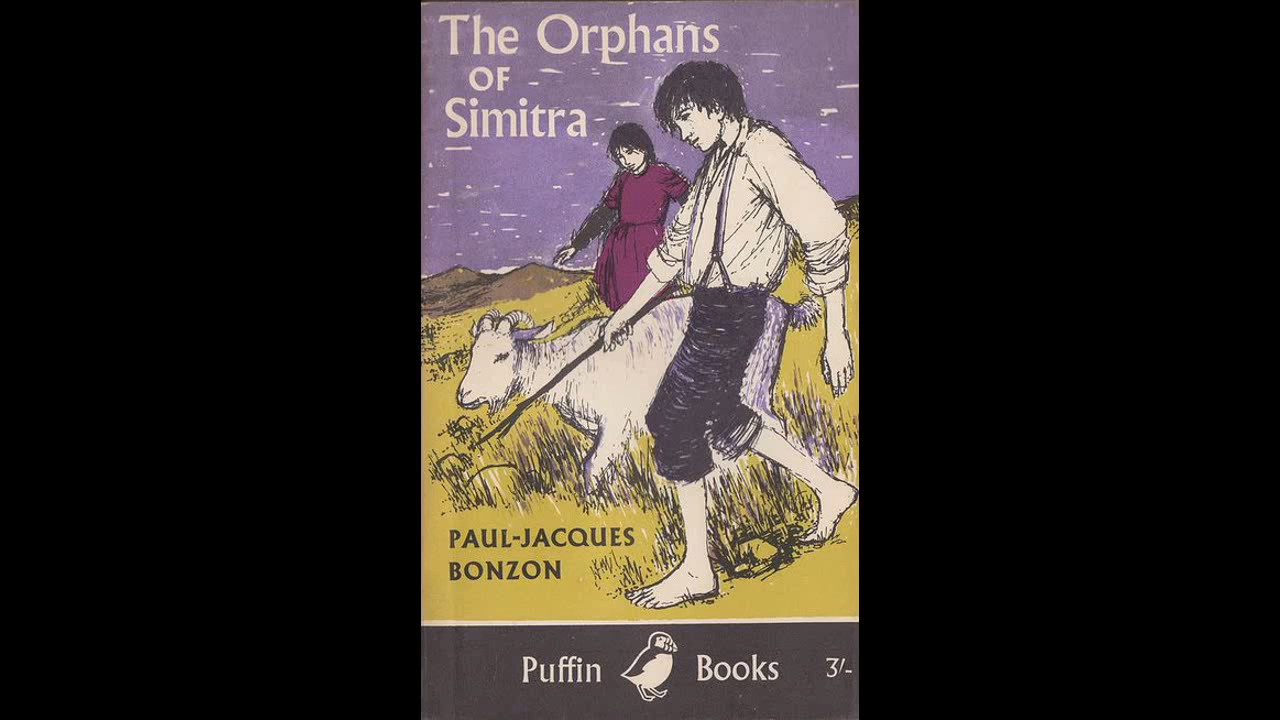 The Orphans
OF
Simitra
PAUL-JACQUES
BONZON
Puffin Books 3/-